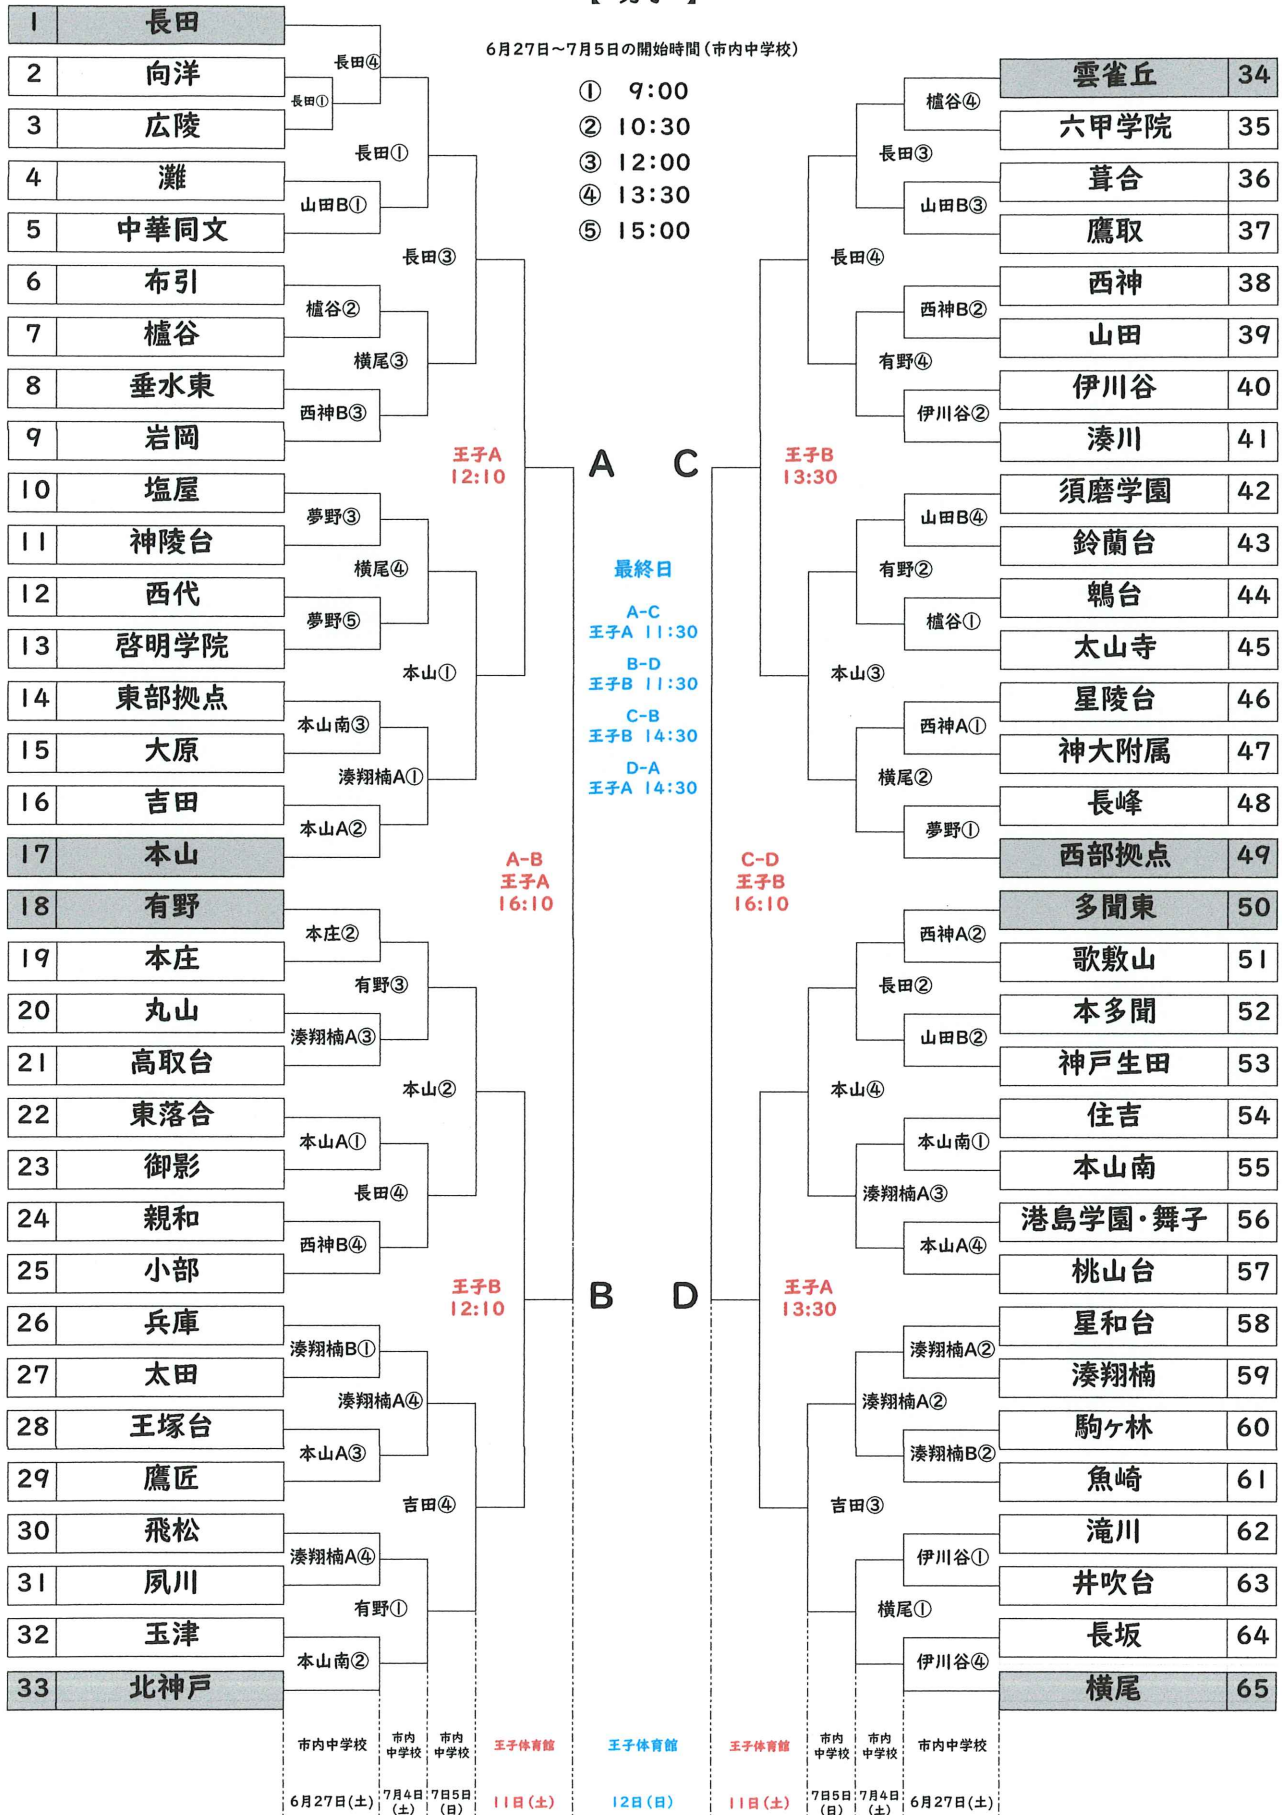 6月27日～7月5日の開始時間(市内中学校)
① 9:00
② 10:30
③ 12:00
④ 13:30
⑤ 15:00
1 長田
2 向洋
3 広陵
4 灘
5 中華同文
6 布引
7 櫨谷
8 垂水東
9 岩岡
10 塩屋
11 神陵台
12 西代
13 啓明学院
14 東部拠点
15 大原
16 吉田
17 本山
18 有野
19 本庄
20 丸山
21 高取台
22 東落合
23 御影
24 親和
25 小部
26 兵庫
27 太田
28 王塚台
29 鷹匠
30 飛松
31 夙川
32 玉津
33 北神戸
長田④
長田①
長田①
山田B①
長田③
櫨谷②
横尾③
西神B③
王子A
12:10
夢野③
横尾④
夢野⑤
本山①
本山南③
湊翔楠A①
本山A②
A-B
王子A
16:10
本庄②
有野③
湊翔楠A③
本山②
本山A①
長田④
西神B④
王子B
12:10
湊翔楠B①
湊翔楠A④
本山A③
吉田④
湊翔楠A④
有野①
本山南②
A
C
最終日
A-C
王子A 11:30
B-D
王子B 11:30
C-B
王子B 14:30
D-A
王子A 14:30
B
D
櫨谷④
長田③
山田B③
長田④
西神B②
有野④
伊川谷②
王子B
13:30
山田B④
有野②
櫨谷①
本山③
西神A①
横尾②
夢野①
C-D
王子B
16:10
西神A②
長田②
山田B②
本山④
本山南①
湊翔楠A③
本山A④
王子A
13:30
湊翔楠A②
湊翔楠A②
湊翔楠B②
吉田③
伊川谷①
横尾①
伊川谷④
雲雀丘 34
六甲学院 35
葺合 36
鷹取 37
西神 38
山田 39
伊川谷 40
湊川 41
須磨学園 42
鈴蘭台 43
鵯台 44
太山寺 45
星陵台 46
神大附属 47
長峰 48
西部拠点 49
多聞東 50
歌敷山 51
本多聞 52
神戸生田 53
住吉 54
本山南 55
港島学園・舞子 56
桃山台 57
星和台 58
湊翔楠 59
駒ヶ林 60
魚崎 61
滝川 62
井吹台 63
長坂 64
横尾 65
市内中学校
市内
中学校
市内
中学校
王子体育館
王子体育館
王子体育館
市内
中学校
市内
中学校
市内中学校
6月27日(土)
7月4日
(土)
7日5日
(日)
11日(土)
12日(日)
11日(土)
7日5日
(日)
7月4日
(土)
6月27日(土)